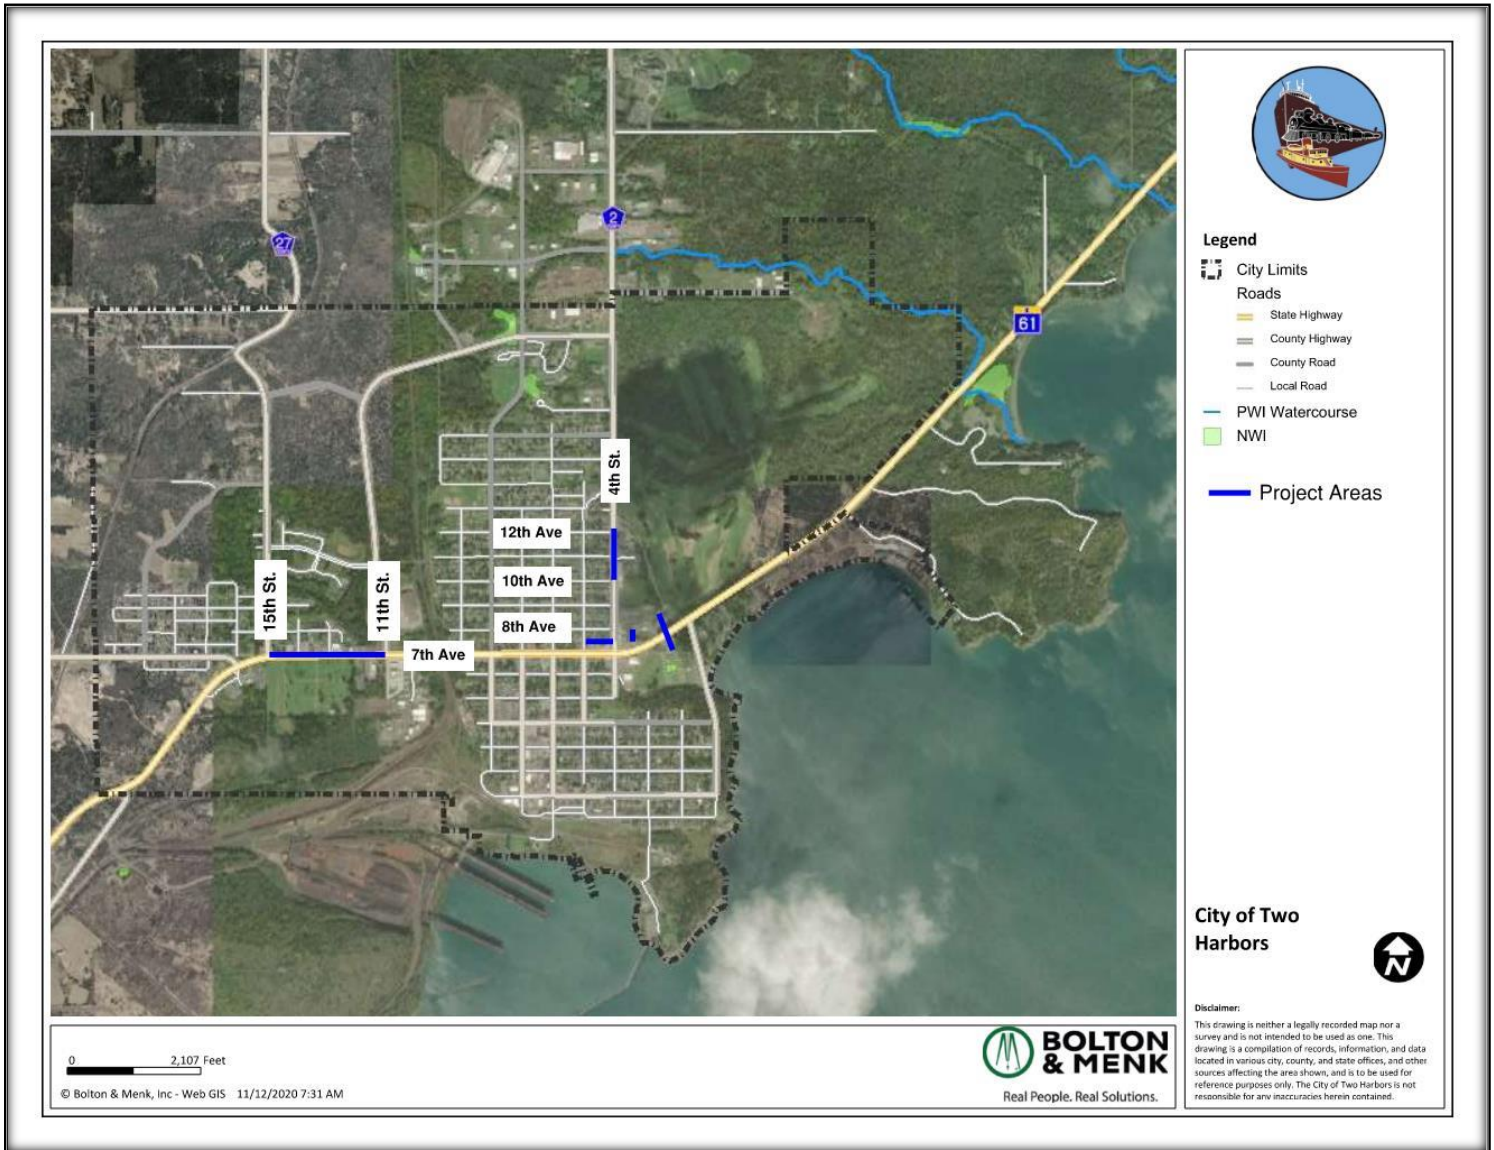 27
2
61
4th St.
12th Ave
10th Ave
8th Ave
15th St.
11th St.
7th Ave
Legend
City Limits
Roads
State Highway
County Highway
County Road
Local Road
PWI Watercourse
NWI
Project Areas
City of Two
Harbors
N
Disclaimer:
This drawing is neither a legally recorded map nor a
survey and is not intended to be used as one. This
drawing is a compilation of records, information, and data
located in various city, county, and state offices, and other
sources affecting the area shown, and is to be used for
reference purposes only. The City of Two Harbors is not
responsible for any inaccuracies herein contained.
0 2,107 Feet
© Bolton & Menk, Inc - Web GIS 11/12/2020 7:31 AM
BOLTON
& MENK
Real People. Real Solutions.